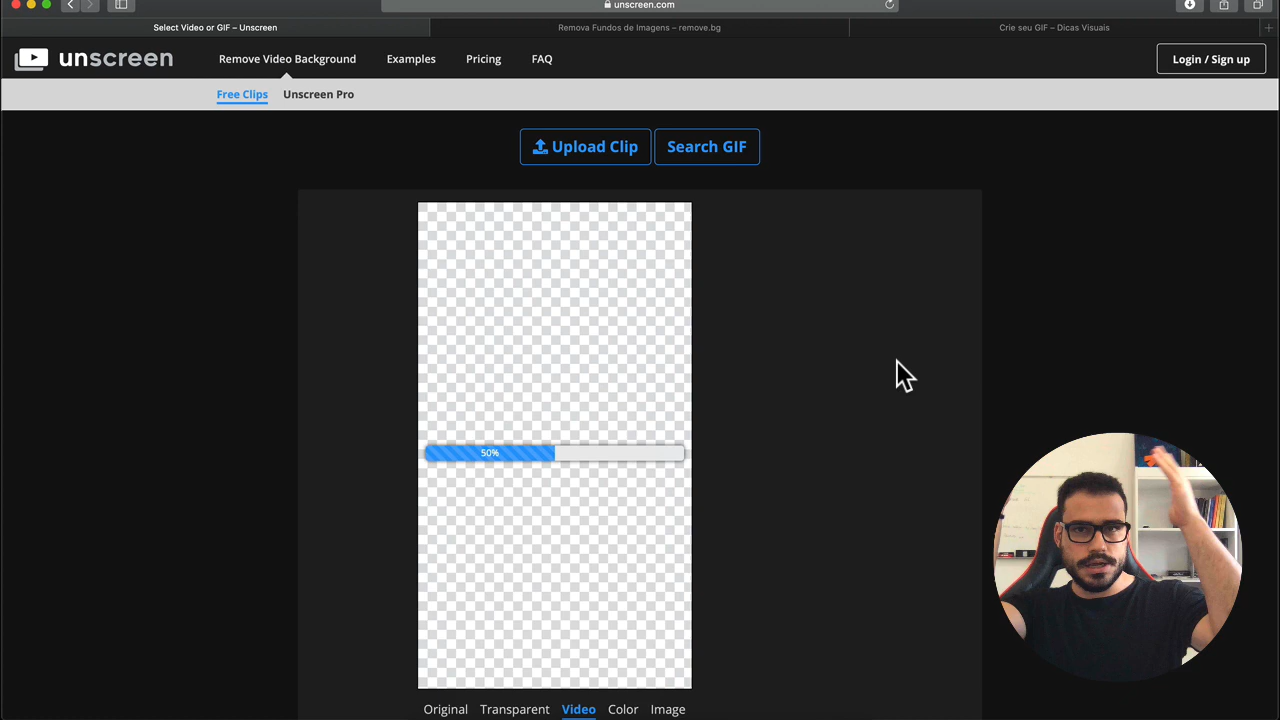 unscreen.com
Select Video or GIF – Unscreen
Remova Fundos de Imagens – remove.bg
Crie seu GIF – Dicas Visuais
unscreen
Remove Video Background
Examples
Pricing
FAQ
Login / Sign up
Free Clips
Unscreen Pro
Upload Clip
Search GIF
50%
Original
Transparent
Video
Color
Image